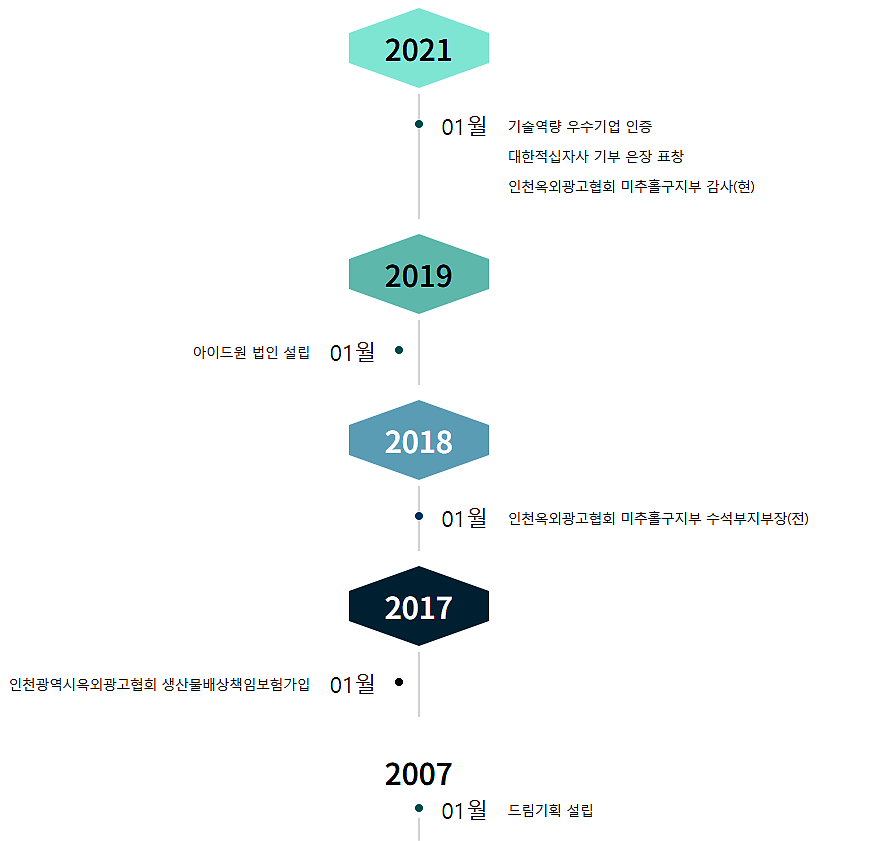 2021
01월 기술역량 우수기업 인증
대한적십자사 기부 은장 표창
인천옥외광고협회 미추홀구지부 감사(현)
2019
아이드원 법인 설립 01월
2018
01월 인천옥외광고협회 미추홀구지부 수석부지부장(전)
2017
인천광역시옥외광고협회 생산물배상책임보험가입 01월
2007
01월 드림기획 설립